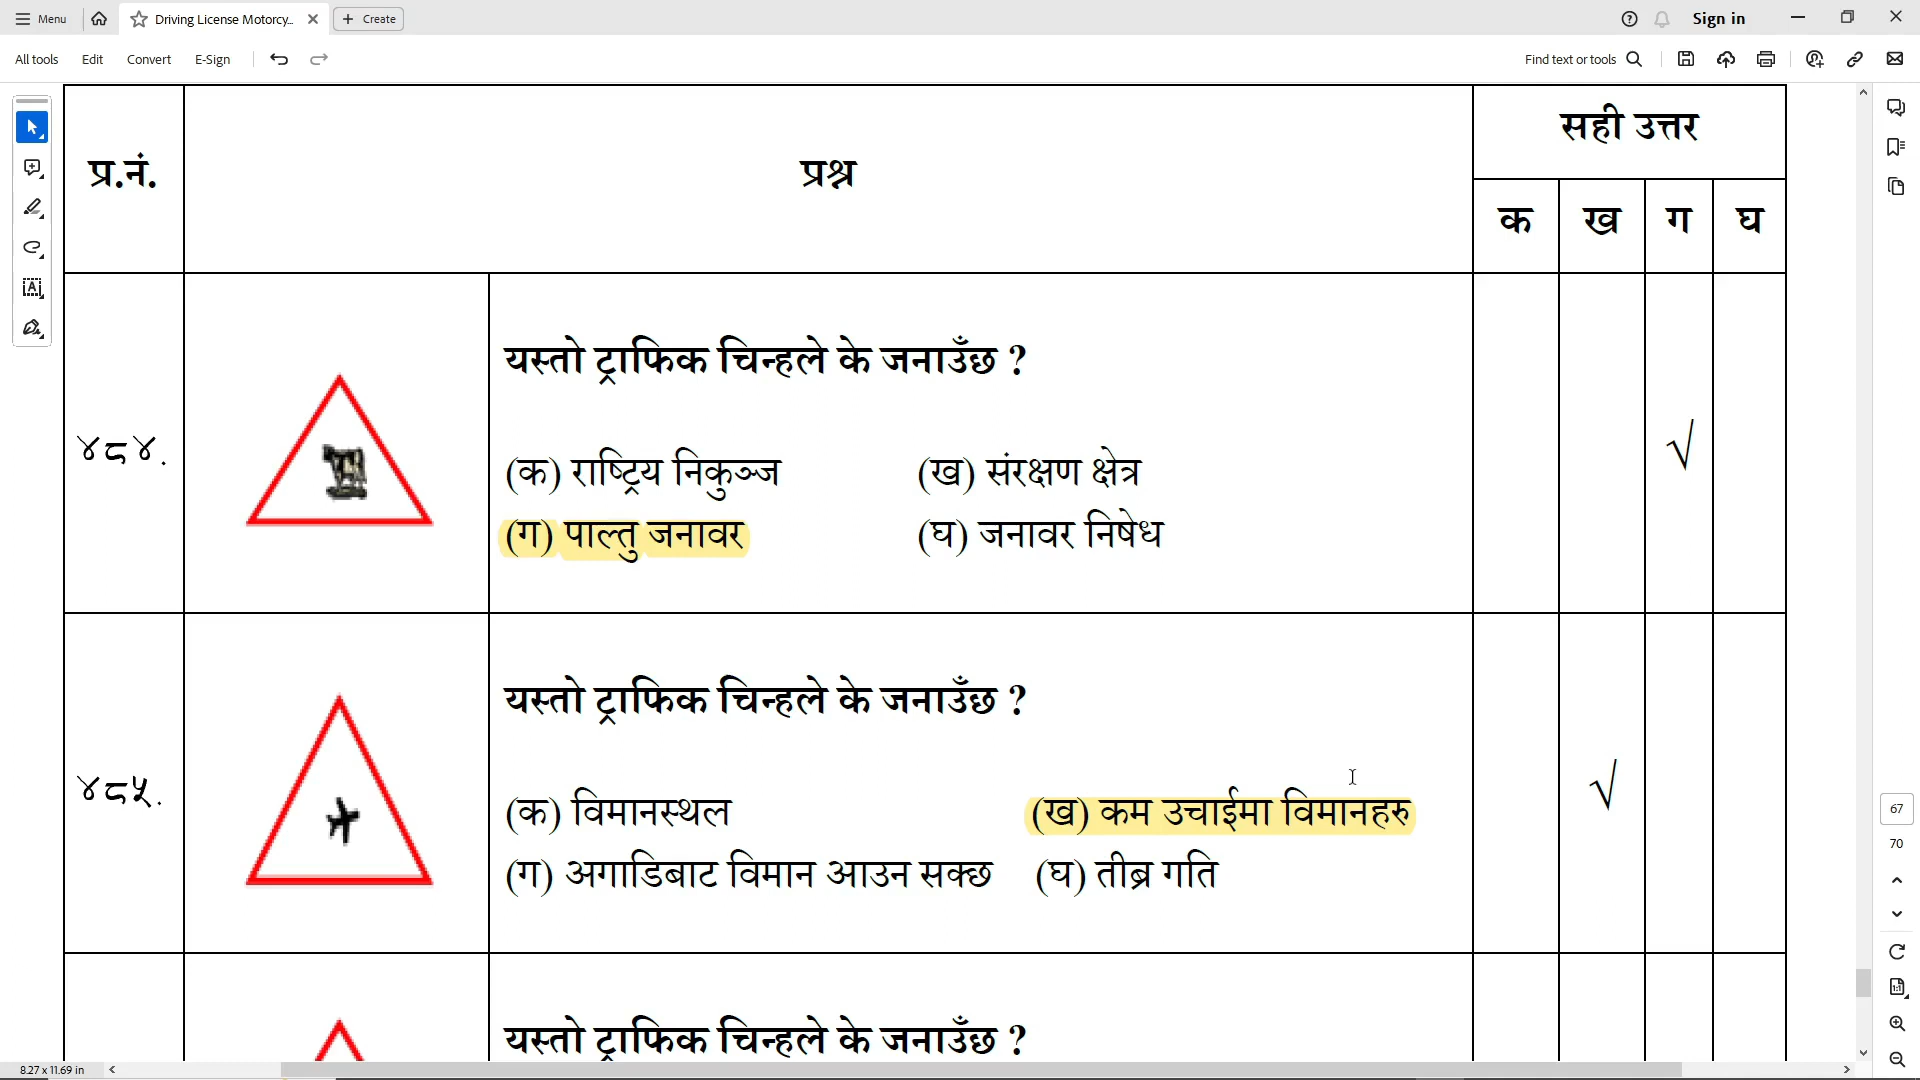 Menu
Driving License Motorcy...
Create
Sign in
All tools
Edit
Convert
E-Sign
Find text or tools
प्र.नं.
प्रश्न
सही उत्तर
क
ख
ग
घ
४८४.
यस्तो ट्राफिक चिन्हले के जनाउँछ ?
(क) राष्ट्रिय निकुञ्ज (ख) संरक्षण क्षेत्र
(ग) पाल्तु जनावर (घ) जनावर निषेध
√
४८५.
यस्तो ट्राफिक चिन्हले के जनाउँछ ?
(क) विमानस्थल (ख) कम उचाईमा विमानहरु
(ग) अगाडिबाट विमान आउन सक्छ (घ) तीब्र गति
√
यस्तो ट्राफिक चिन्हले के जनाउँछ ?
67
70
8.27 x 11.69 in